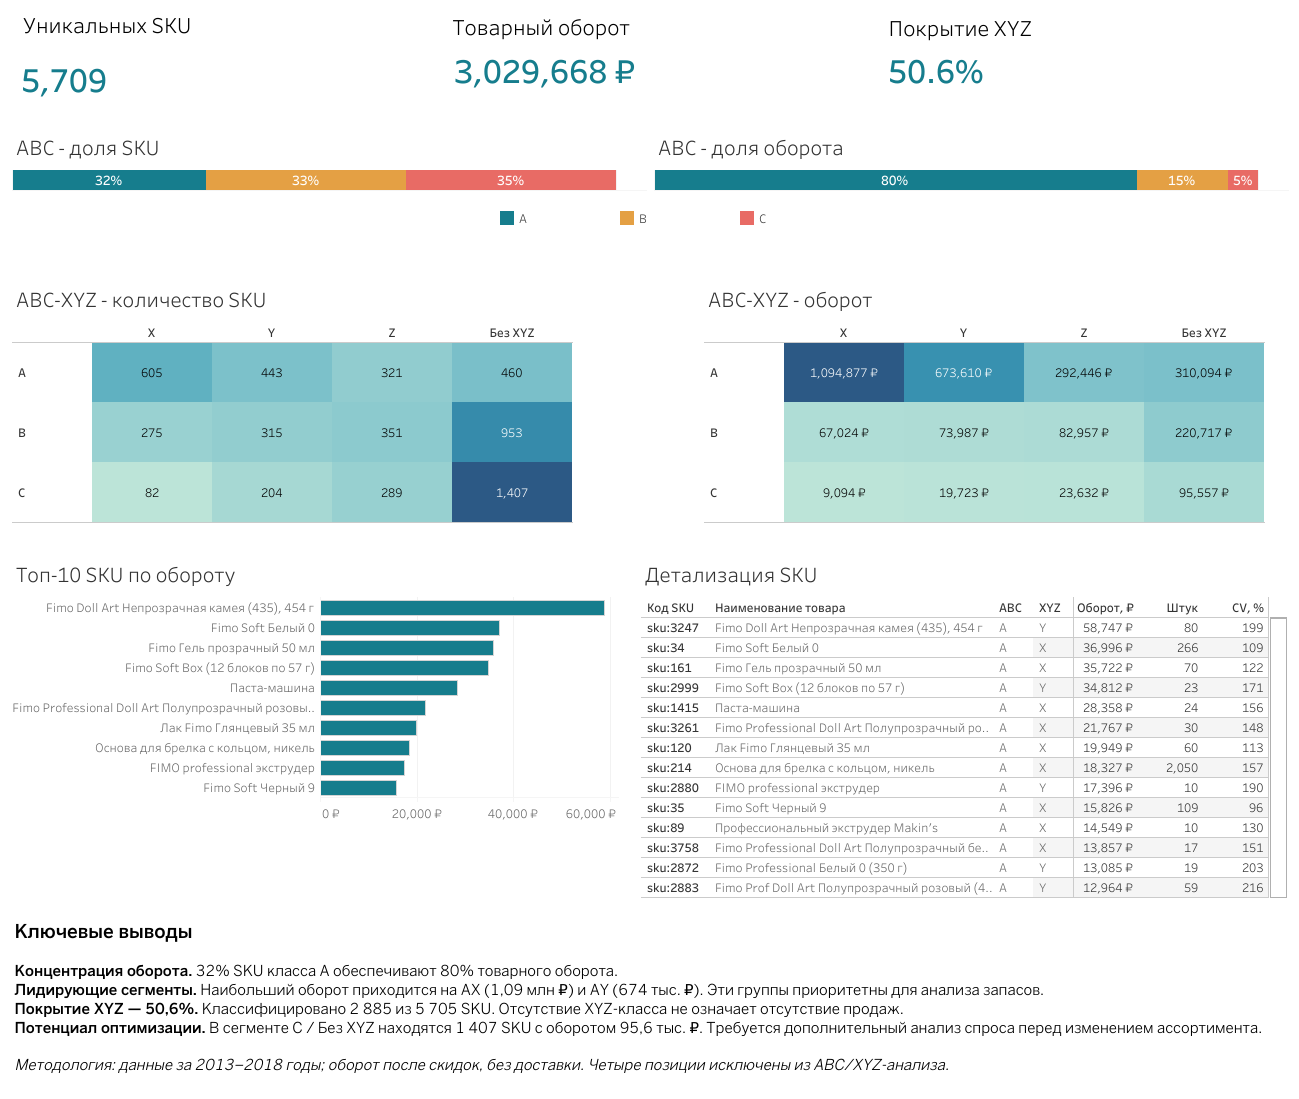 Уникальных SKU
Товарный оборот
Покрытие XYZ
5,709
3,029,668 ₽
50.6%
ABC - доля SKU
32%
33%
35%
ABC - доля оборота
80%
15%
5%
A
B
C
ABC-XYZ - количество SKU
X Y Z Без XYZ
A 605 443 321 460
B 275 315 351 953
C 82 204 289 1,407
ABC-XYZ - оборот
X Y Z Без XYZ
A 1,094,877 ₽ 673,610 ₽ 292,446 ₽ 310,094 ₽
B 67,024 ₽ 73,987 ₽ 82,957 ₽ 220,717 ₽
C 9,094 ₽ 19,723 ₽ 23,632 ₽ 95,557 ₽
Топ-10 SKU по обороту
Fimo Doll Art Непрозрачная камея (435), 454 г
Fimo Soft Белый 0
Fimo Гель прозрачный 50 мл
Fimo Soft Box (12 блоков по 57 г)
Паста-машина
Fimo Professional Doll Art Полупрозрачный розовы..
Лак Fimo Глянцевый 35 мл
Основа для брелка с кольцом, никель
FIMO professional экструдер
Fimo Soft Черный 9
0 ₽ 20,000 ₽ 40,000 ₽ 60,000 ₽
Детализация SKU
Код SKU Наименование товара ABC XYZ Оборот, ₽ Штук CV, %
sku:3247 Fimo Doll Art Непрозрачная камея (435), 454 г A Y 58,747 ₽ 80 199
sku:34 Fimo Soft Белый 0 A X 36,996 ₽ 266 109
sku:161 Fimo Гель прозрачный 50 мл A X 35,722 ₽ 70 122
sku:2999 Fimo Soft Box (12 блоков по 57 г) A Y 34,812 ₽ 23 171
sku:1415 Паста-машина A X 28,358 ₽ 24 156
sku:3261 Fimo Professional Doll Art Полупрозрачный ро.. A X 21,767 ₽ 30 148
sku:120 Лак Fimo Глянцевый 35 мл A X 19,949 ₽ 60 113
sku:214 Основа для брелка с кольцом, никель A X 18,327 ₽ 2,050 157
sku:2880 FIMO professional экструдер A Y 17,396 ₽ 10 190
sku:35 Fimo Soft Черный 9 A X 15,826 ₽ 109 96
sku:89 Профессиональный экструдер Makin's A X 14,549 ₽ 10 130
sku:3758 Fimo Professional Doll Art Полупрозрачный бе.. A X 13,857 ₽ 17 151
sku:2872 Fimo Professional Белый 0 (350 г) A Y 13,085 ₽ 19 203
sku:2883 Fimo Prof Doll Art Полупрозрачный розовый (4.. A Y 12,964 ₽ 59 216
Ключевые выводы
Концентрация оборота. 32% SKU класса A обеспечивают 80% товарного оборота.
Лидирующие сегменты. Наибольший оборот приходится на AX (1,09 млн ₽) и AY (674 тыс. ₽). Эти группы приоритетны для анализа запасов.
Покрытие XYZ — 50,6%. Классифицировано 2 885 из 5 705 SKU. Отсутствие XYZ-класса не означает отсутствие продаж.
Потенциал оптимизации. В сегменте C / Без XYZ находятся 1 407 SKU с оборотом 95,6 тыс. ₽. Требуется дополнительный анализ спроса перед изменением ассортимента.
Методология: данные за 2013–2018 годы; оборот после скидок, без доставки. Четыре позиции исключены из ABC/XYZ-анализа.